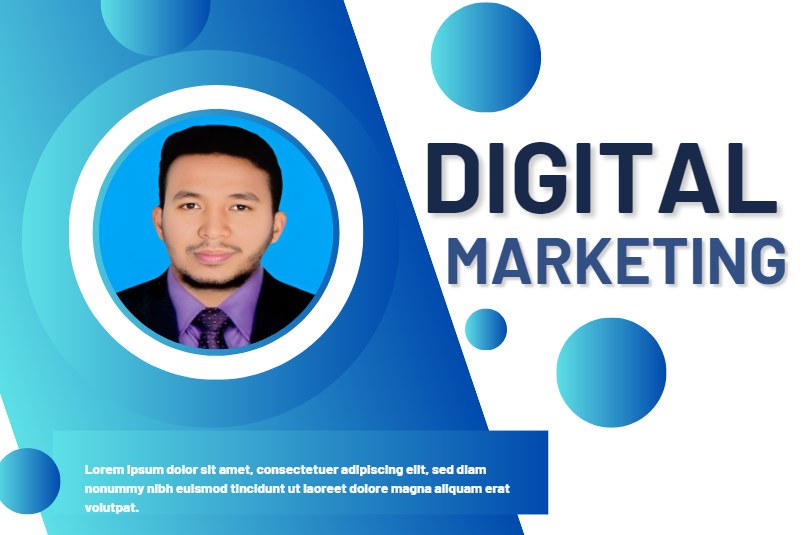 DIGITAL
MARKETING
Lorem ipsum dolor sit amet, consectetuer adipiscing elit, sed diam
nonummy nibh euismod tincidunt ut laoreet dolore magna aliquam erat
volutpat.